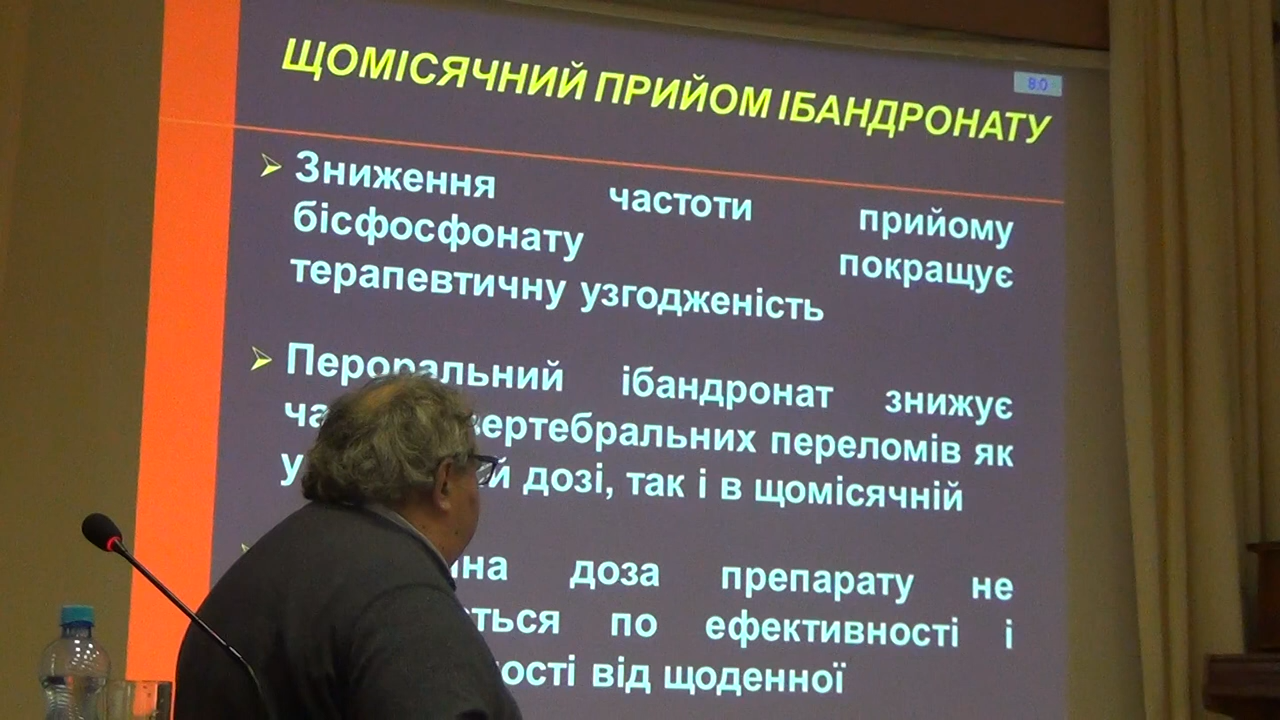 ЩОМІСЯЧНИЙ ПРИЙОМ ІБАНДРОНАТУ
8:0
Зниження частоти прийому
бісфосфонату покращує
терапевтичну узгодженість
Пероральний ібандронат знижує
вертебральних переломів як
у дозі, так і в щомісячній
доза препарату не
по ефективності і
від щоденної